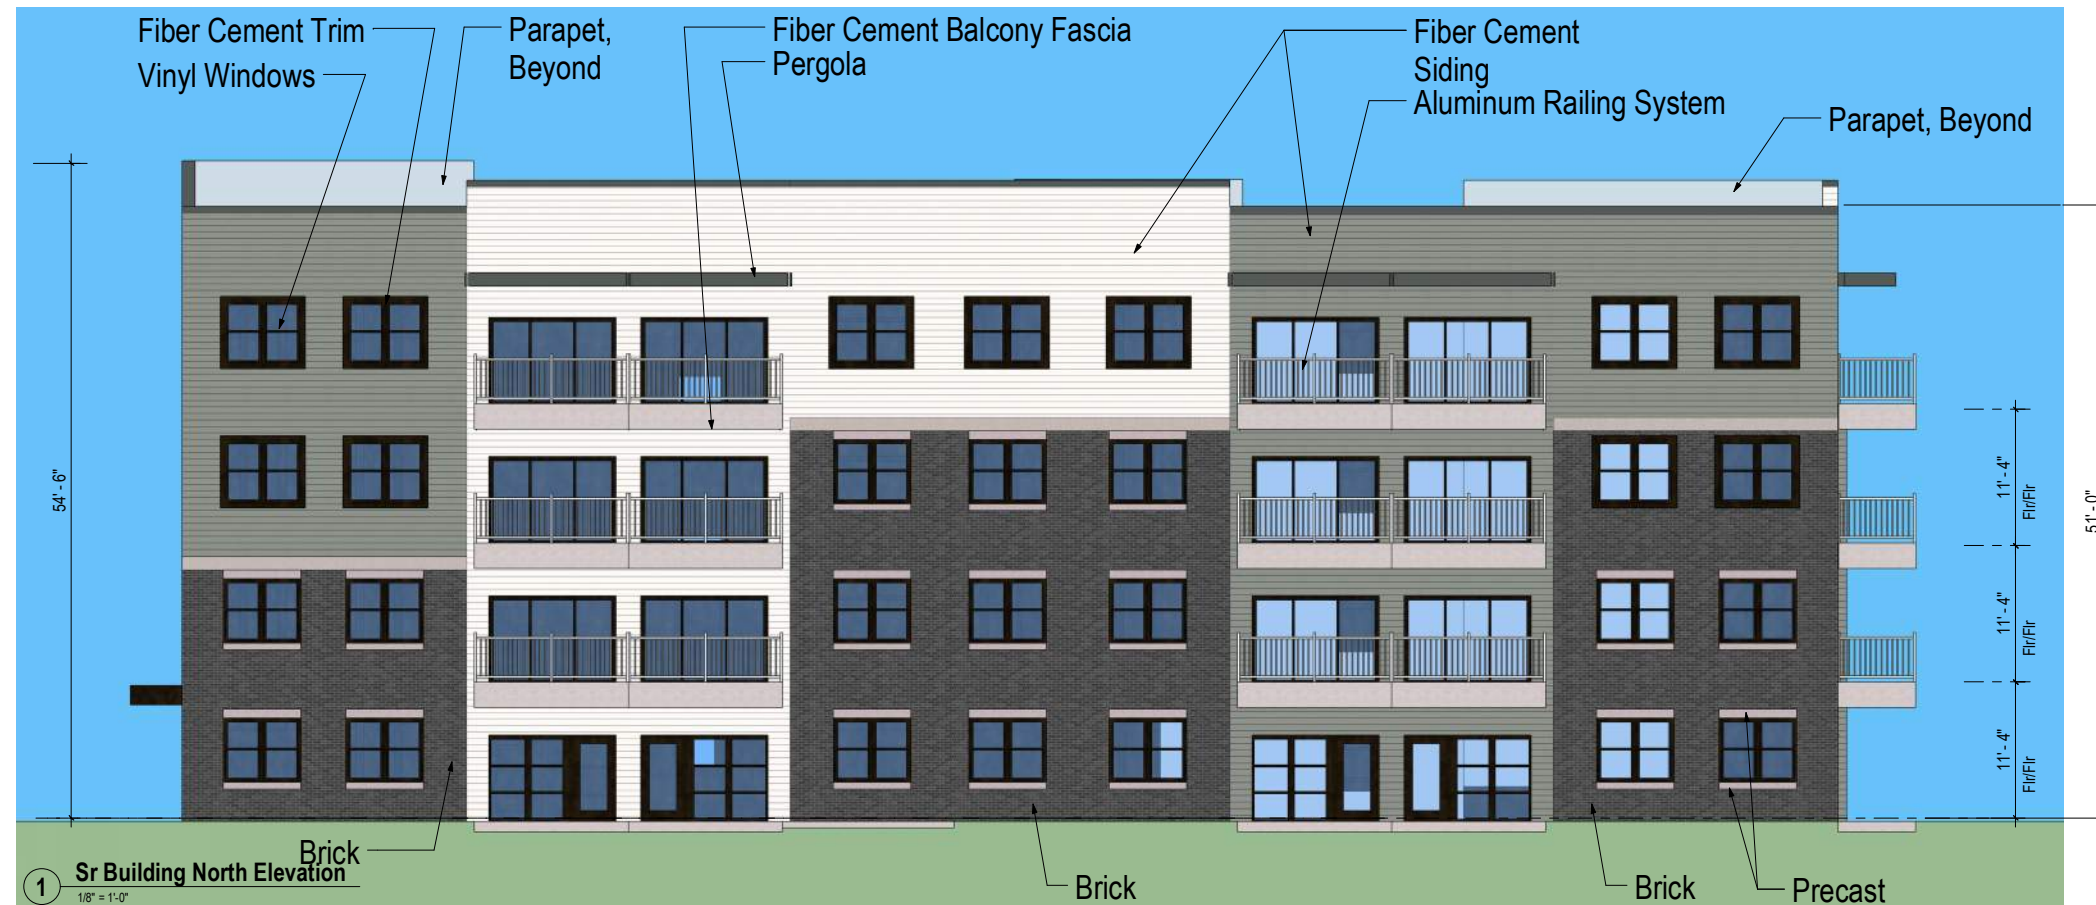 Fiber Cement Trim
Vinyl Windows
Parapet,
Beyond
Fiber Cement Balcony Fascia
Pergola
Fiber Cement
Siding
Aluminum Railing System
Parapet, Beyond
54' - 6"
11' - 4"
Flr/Flr
11' - 4"
Flr/Flr
11' - 4"
Flr/Flr
51' - 0"
Brick
Brick
Brick
Precast
1
Sr Building North Elevation
1/8" = 1'-0"